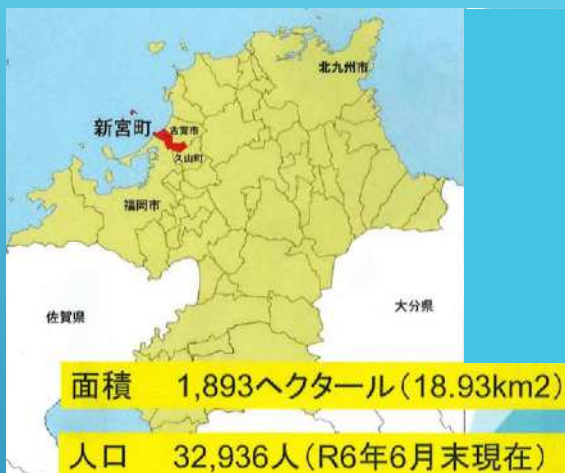 北九州市
新宮町
古賀市
久山町
福岡市
佐賀県
大分県
面積 1,893ヘクタール(18.93km2)
人口 32,936人(R6年6月末現在)